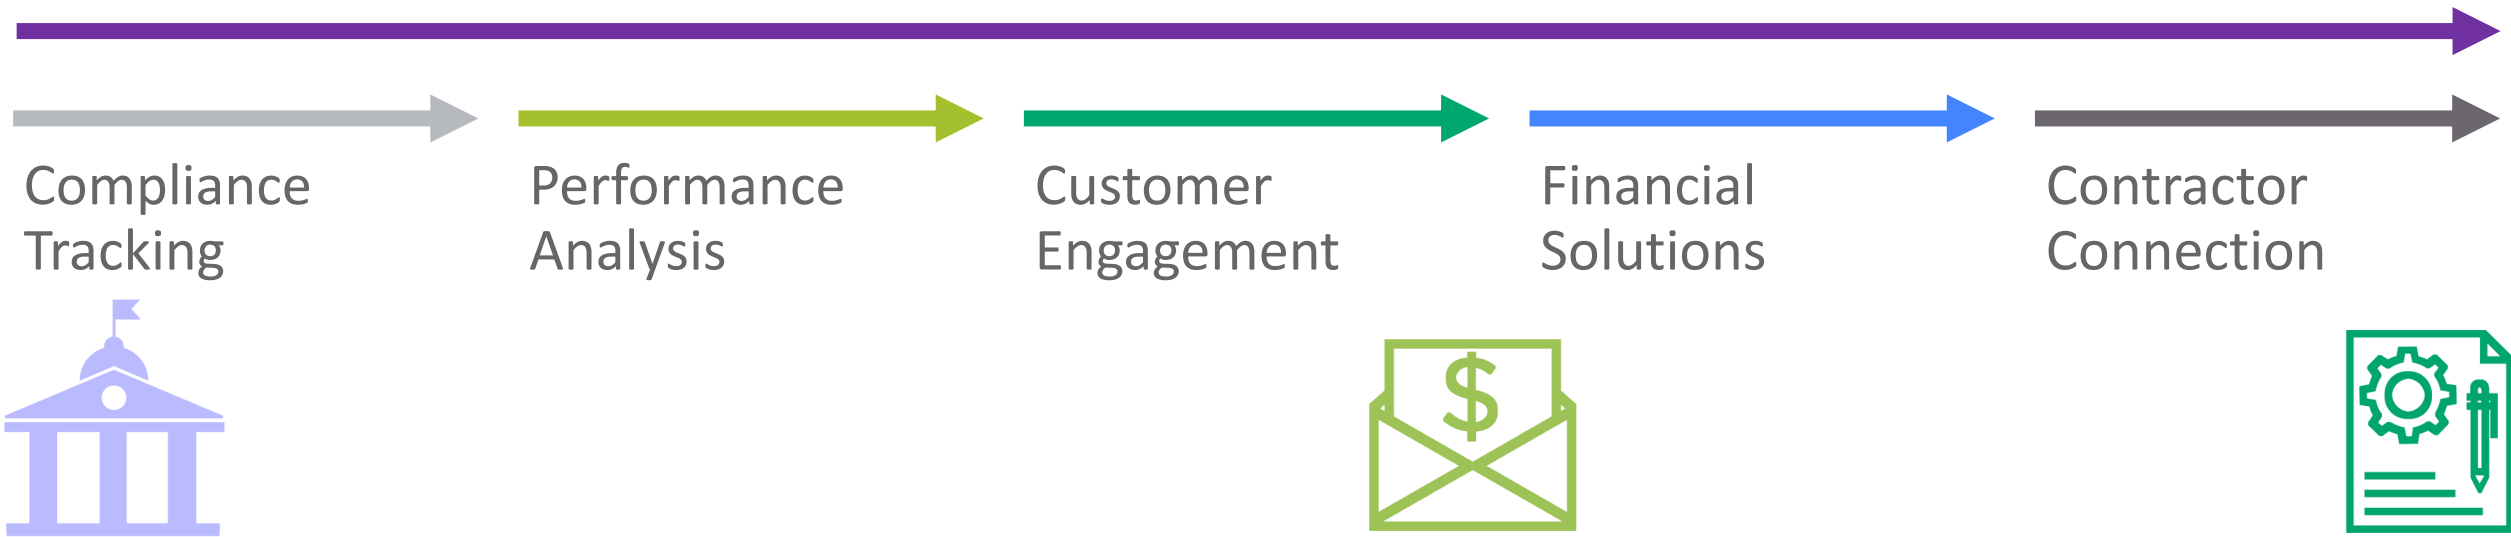 Compliance
Tracking
Performance
Analysis
Customer
Engagement
Financial
Solutions
Contractor
Connection
$